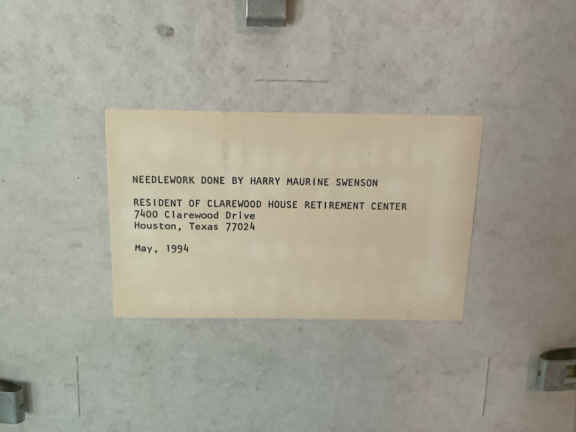 NEEDLEWORK DONE BY HARRY MAURINE SWENSON
RESIDENT OF CLAREWOOD HOUSE RETIREMENT CENTER
7400 Clarewood Drive
Houston, Texas 77024
May, 1994